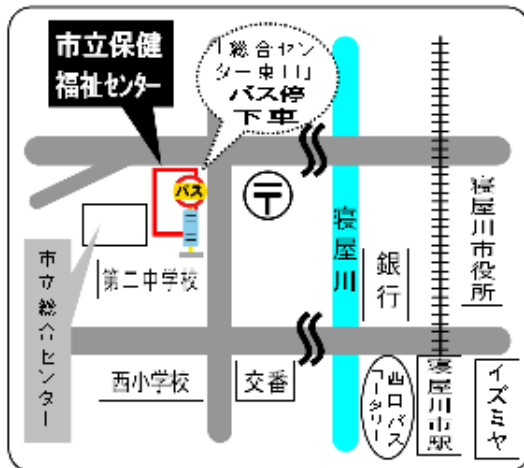 市立保健
福祉センター
「総合セン
ター東口」
バス停
下車
バス
〒
寝屋川
銀行
寝屋川市役所
市立総合センター
第二中学校
西小学校
交番
西口バス
ロータリー
寝屋川市駅
イズミヤ